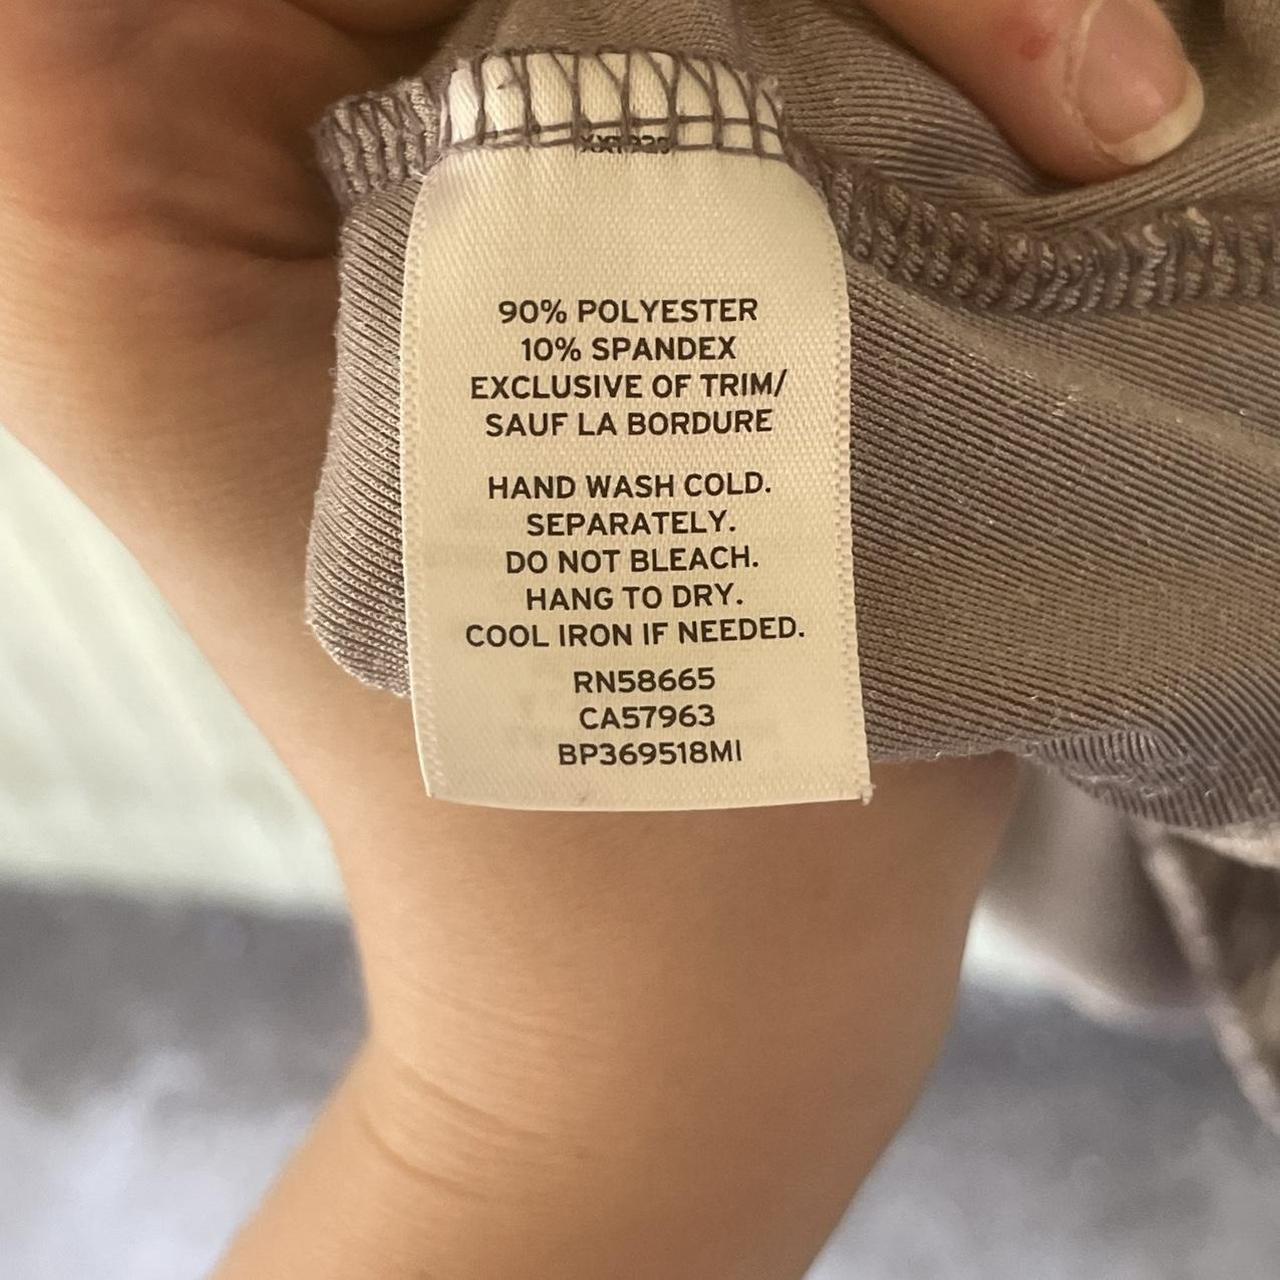 90% POLYESTER
10% SPANDEX
EXCLUSIVE OF TRIM/
SAUF LA BORDURE
HAND WASH COLD.
SEPARATELY.
DO NOT BLEACH.
HANG TO DRY.
COOL IRON IF NEEDED.
RN58665
CA57963
BP369518MI